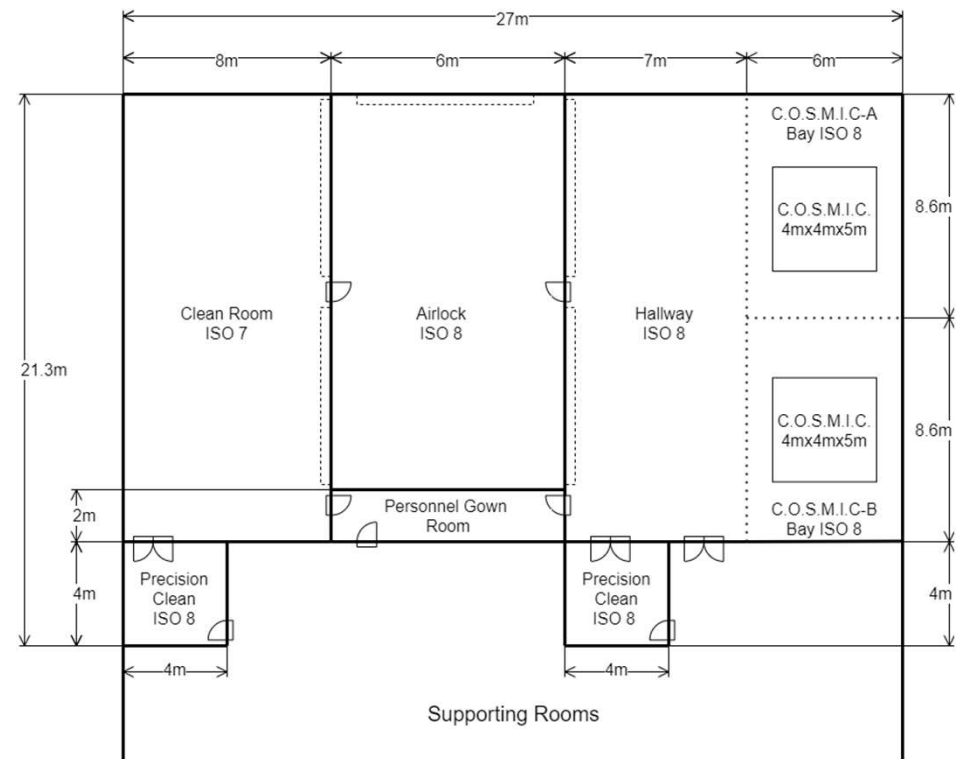 27m
8m
6m
7m
6m
C.O.S.M.I.C-A
Bay ISO 8
C.O.S.M.I.C.
4mx4mx5m
8.6m
Clean Room
ISO 7
Airlock
ISO 8
Hallway
ISO 8
21.3m
C.O.S.M.I.C.
4mx4mx5m
8.6m
2m
Personnel Gown
Room
C.O.S.M.I.C-B
Bay ISO 8
4m
Precision
Clean
ISO 8
Precision
Clean
ISO 8
4m
4m
4m
Supporting Rooms